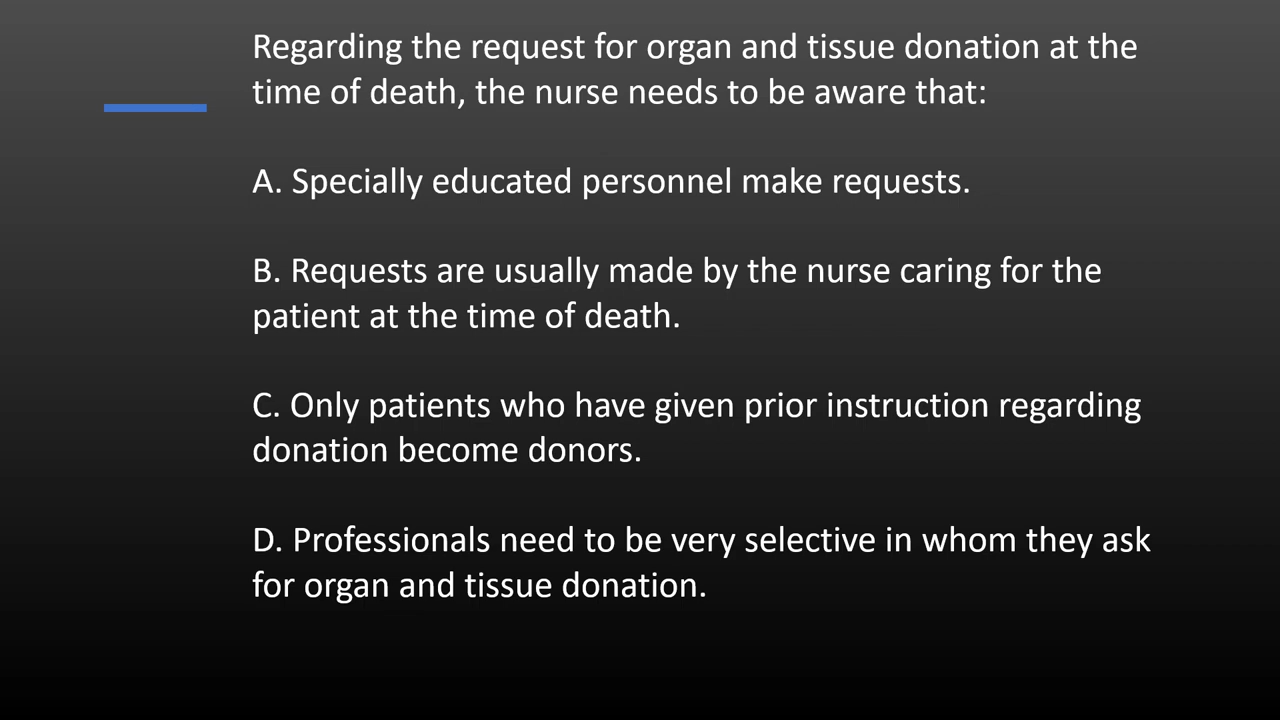 Regarding the request for organ and tissue donation at the
time of death, the nurse needs to be aware that:
A. Specially educated personnel make requests.
B. Requests are usually made by the nurse caring for the
patient at the time of death.
C. Only patients who have given prior instruction regarding
donation become donors.
D. Professionals need to be very selective in whom they ask
for organ and tissue donation.